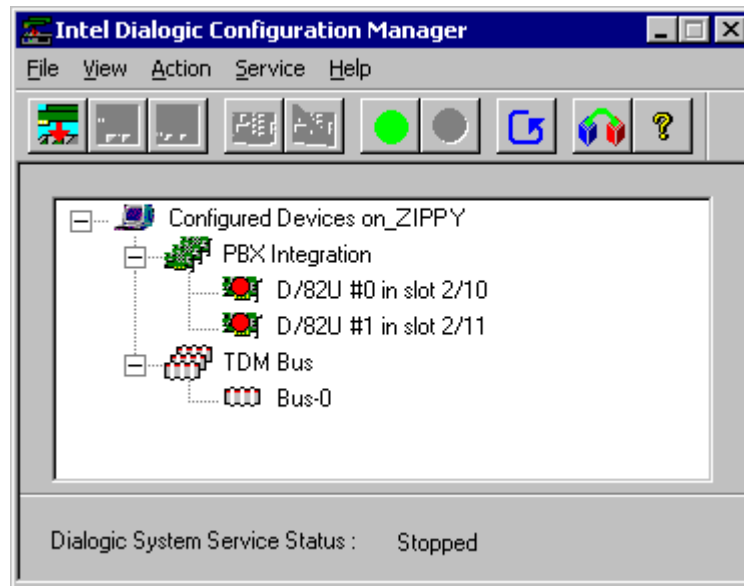 Intel Dialogic Configuration Manager
File View Action Service Help
?
Configured Devices on_ZIPPY
PBX Integration
D/82U #0 in slot 2/10
D/82U #1 in slot 2/11
TDM Bus
Bus-0
Dialogic System Service Status : Stopped